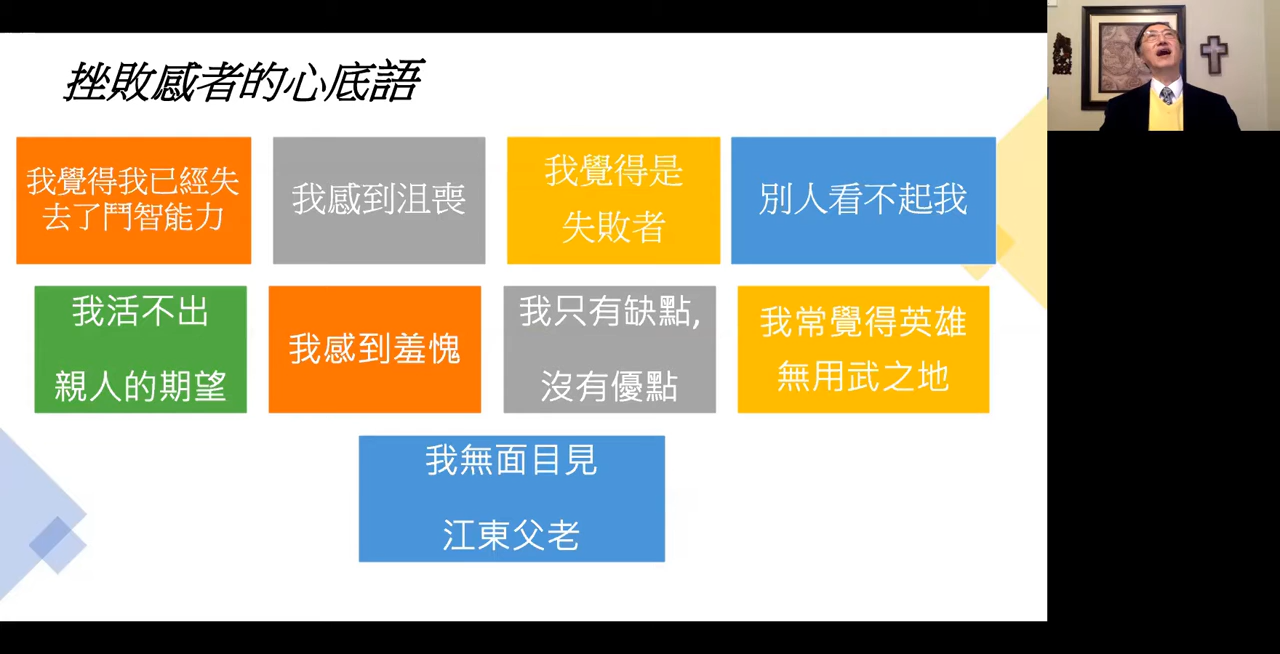 挫敗感者的心底語
我覺得我已經失
去了鬥智能力
我感到沮喪
我覺得是
失敗者
別人看不起我
我活不出
親人的期望
我感到羞愧
我只有缺點,
沒有優點
我常覺得英雄
無用武之地
我無面目見
江東父老